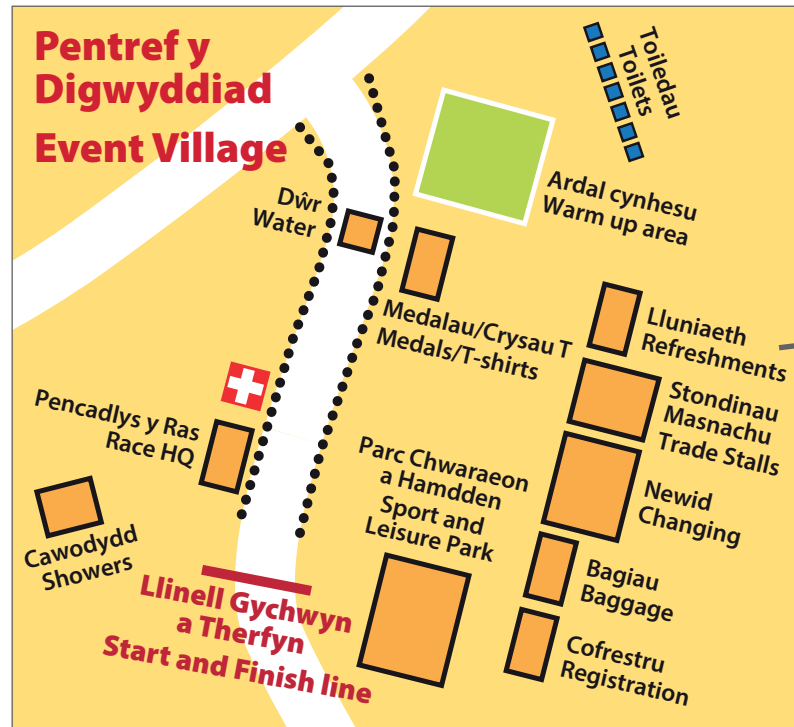 Pentref y
Digwyddiad
Event Village
Toiledau
Toilets
Ardal cynhesu
Warm up area
Dŵr
Water
Medalau/Crysau T
Medals/T-shirts
Lluniaeth
Refreshments
Stondinau
Masnachu
Trade Stalls
Pencadlys y Ras
Race HQ
Parc Chwaraeon
a Hamdden
Sport and
Leisure Park
Newid
Changing
Cawodydd
Showers
Bagiau
Baggage
Llinell Gychwyn
a Therfyn
Start and Finish line
Cofrestru
Registration